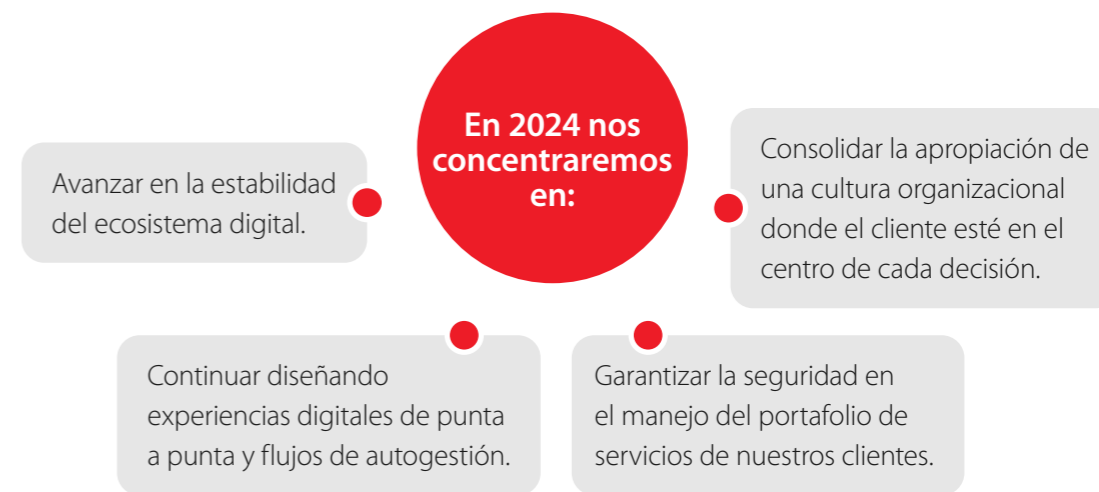 En 2024 nos
concentraremos
en:
Avanzar en la estabilidad
del ecosistema digital.
Continuar diseñando
experiencias digitales de punta
a punta y flujos de autogestión.
Garantizar la seguridad en
el manejo del portafolio de
servicios de nuestros clientes.
Consolidar la apropiación de
una cultura organizacional
donde el cliente esté en el
centro de cada decisión.